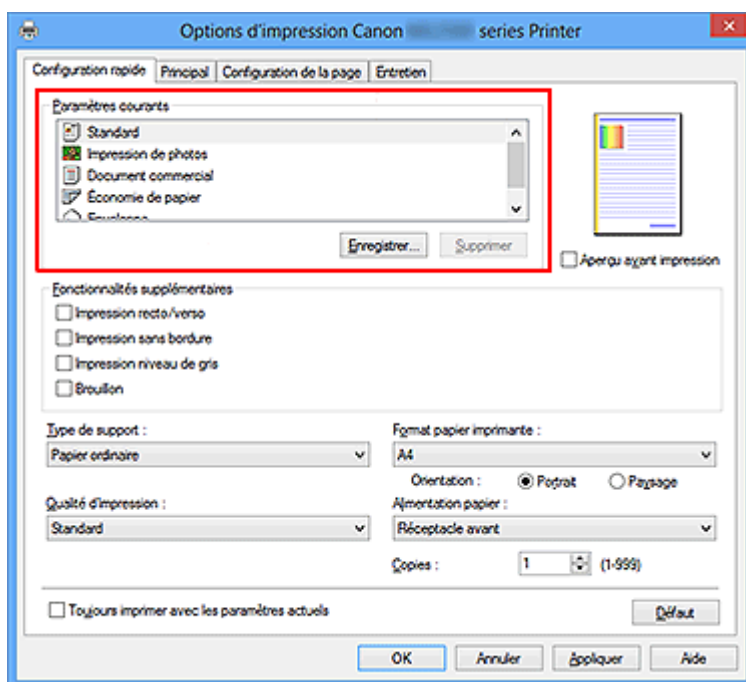 Options d'impression Canon series Printer
Configuration rapide Principal Configuration de la page Entretien
Paramètres courants
Standard
Impression de photos
Document commercial
Économie de papier
Enregistrer... Supprimer
Aperçu avant impression
Fonctionnalités supplémentaires
Impression recto/verso
Impression sans bordure
Impression niveau de gris
Brouillon
Type de support :
Papier ordinaire
Format papier imprimante :
A4
Orientation : Portrait Paysage
Qualité d'impression :
Standard
Alimentation papier :
Réceptacle avant
Copies : 1 (1-999)
Toujours imprimer avec les paramètres actuels
Défaut
OK Annuler Appliquer Aide